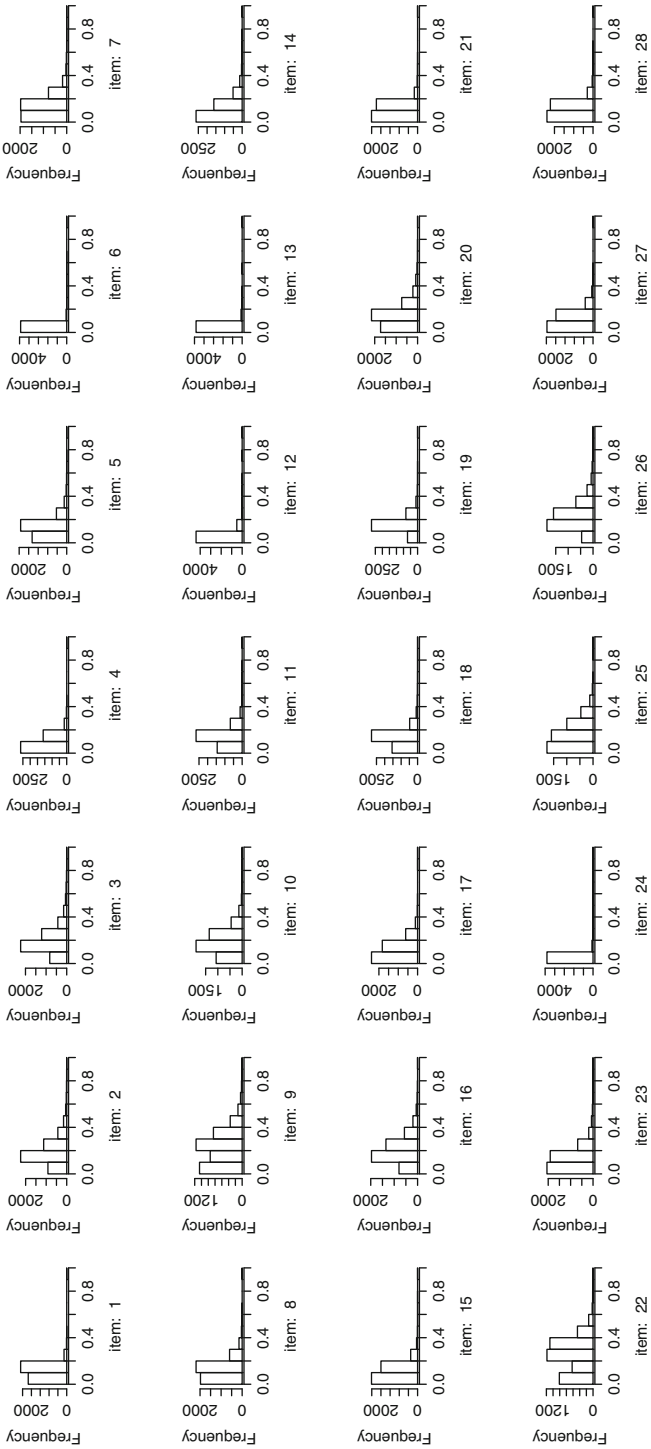 Frequency
0 2000
0.0 0.4 0.8
item: 1
Frequency
0 2000
0.0 0.4 0.8
item: 2
Frequency
0 2000
0.0 0.4 0.8
item: 3
Frequency
0 2500
0.0 0.4 0.8
item: 4
Frequency
0 2000
0.0 0.4 0.8
item: 5
Frequency
0 4000
0.0 0.4 0.8
item: 6
Frequency
0 2000
0.0 0.4 0.8
item: 7
Frequency
0 2000
0.0 0.4 0.8
item: 8
Frequency
0 1200
0.0 0.4 0.8
item: 9
Frequency
0 1500
0.0 0.4 0.8
item: 10
Frequency
0 2500
0.0 0.4 0.8
item: 11
Frequency
0 4000
0.0 0.4 0.8
item: 12
Frequency
0 4000
0.0 0.4 0.8
item: 13
Frequency
0 2500
0.0 0.4 0.8
item: 14
Frequency
0 2000
0.0 0.4 0.8
item: 15
Frequency
0 2000
0.0 0.4 0.8
item: 16
Frequency
0 2000
0.0 0.4 0.8
item: 17
Frequency
0 2500
0.0 0.4 0.8
item: 18
Frequency
0 2500
0.0 0.4 0.8
item: 19
Frequency
0 2000
0.0 0.4 0.8
item: 20
Frequency
0 2000
0.0 0.4 0.8
item: 21
Frequency
0 1200
0.0 0.4 0.8
item: 22
Frequency
0 2000
0.0 0.4 0.8
item: 23
Frequency
0 4000
0.0 0.4 0.8
item: 24
Frequency
0 1500
0.0 0.4 0.8
item: 25
Frequency
0 1500
0.0 0.4 0.8
item: 26
Frequency
0 2000
0.0 0.4 0.8
item: 27
Frequency
0 2000
0.0 0.4 0.8
item: 28